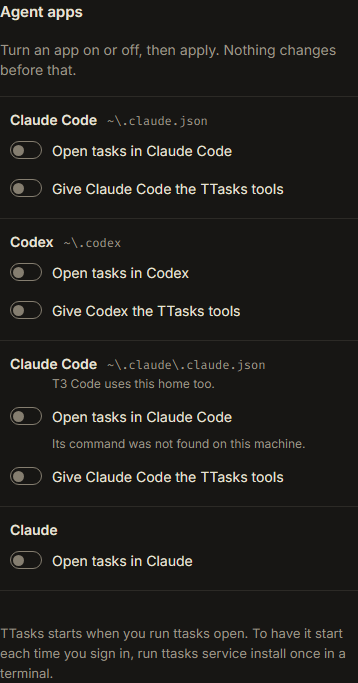 Agent apps
Turn an app on or off, then apply. Nothing changes
before that.
Claude Code ~\.claude.json
Open tasks in Claude Code
Give Claude Code the TTasks tools
Codex ~\.codex
Open tasks in Codex
Give Codex the TTasks tools
Claude Code ~\.claude\.claude.json
T3 Code uses this home too.
Open tasks in Claude Code
Its command was not found on this machine.
Give Claude Code the TTasks tools
Claude
Open tasks in Claude
TTasks starts when you run ttasks open. To have it start
each time you sign in, run ttasks service install once in a
terminal.